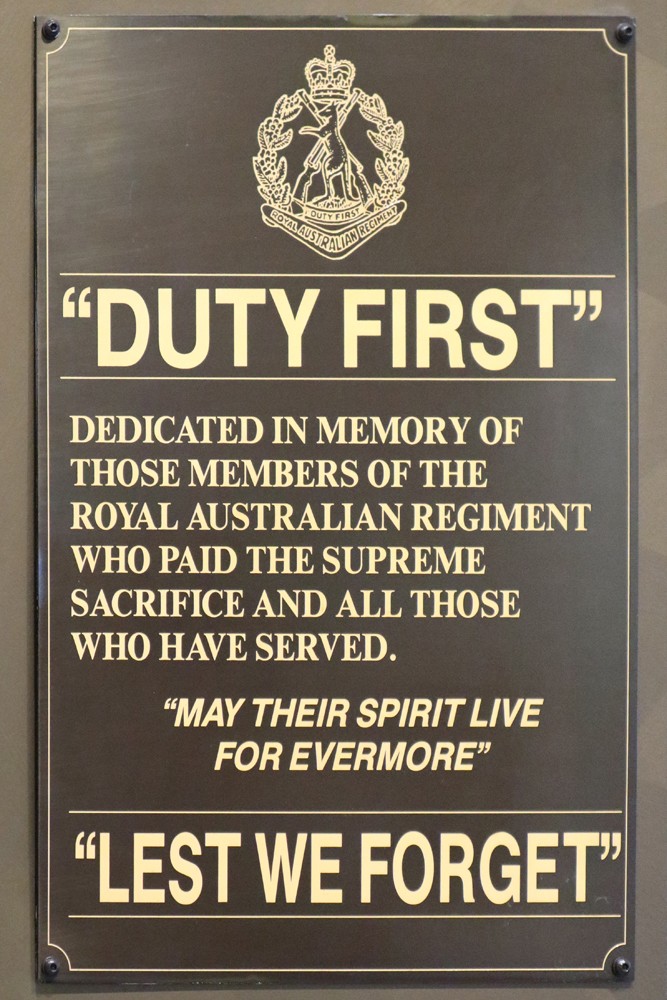 DUTY FIRST
ROYAL AUSTRALIAN REGIMENT
“DUTY FIRST”
DEDICATED IN MEMORY OF
THOSE MEMBERS OF THE
ROYAL AUSTRALIAN REGIMENT
WHO PAID THE SUPREME
SACRIFICE AND ALL THOSE
WHO HAVE SERVED.
“MAY THEIR SPIRIT LIVE
FOR EVERMORE”
“LEST WE FORGET”